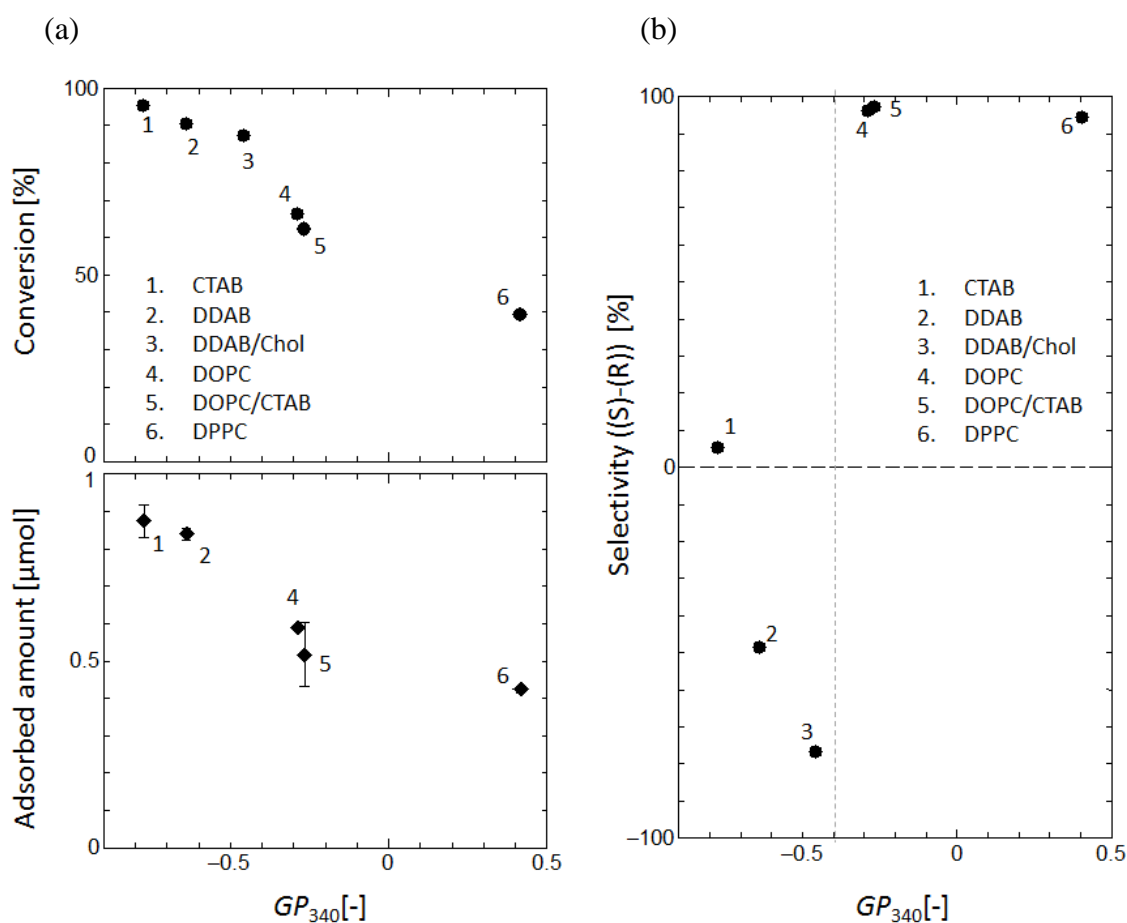 (a)
100
50
0
Conversion [%]
1
2
3
4
5
6
1. CTAB
2. DDAB
3. DDAB/Chol
4. DOPC
5. DOPC/CTAB
6. DPPC
1
0.5
0
Adsorbed amount [μmol]
1
2
4
5
6
−0.5
0
0.5
GP340[-]
(b)
100
0
−100
Selectivity ((S)-(R)) [%]
1
2
3
4
5
6
1. CTAB
2. DDAB
3. DDAB/Chol
4. DOPC
5. DOPC/CTAB
6. DPPC
−0.5
0
0.5
GP340[-]